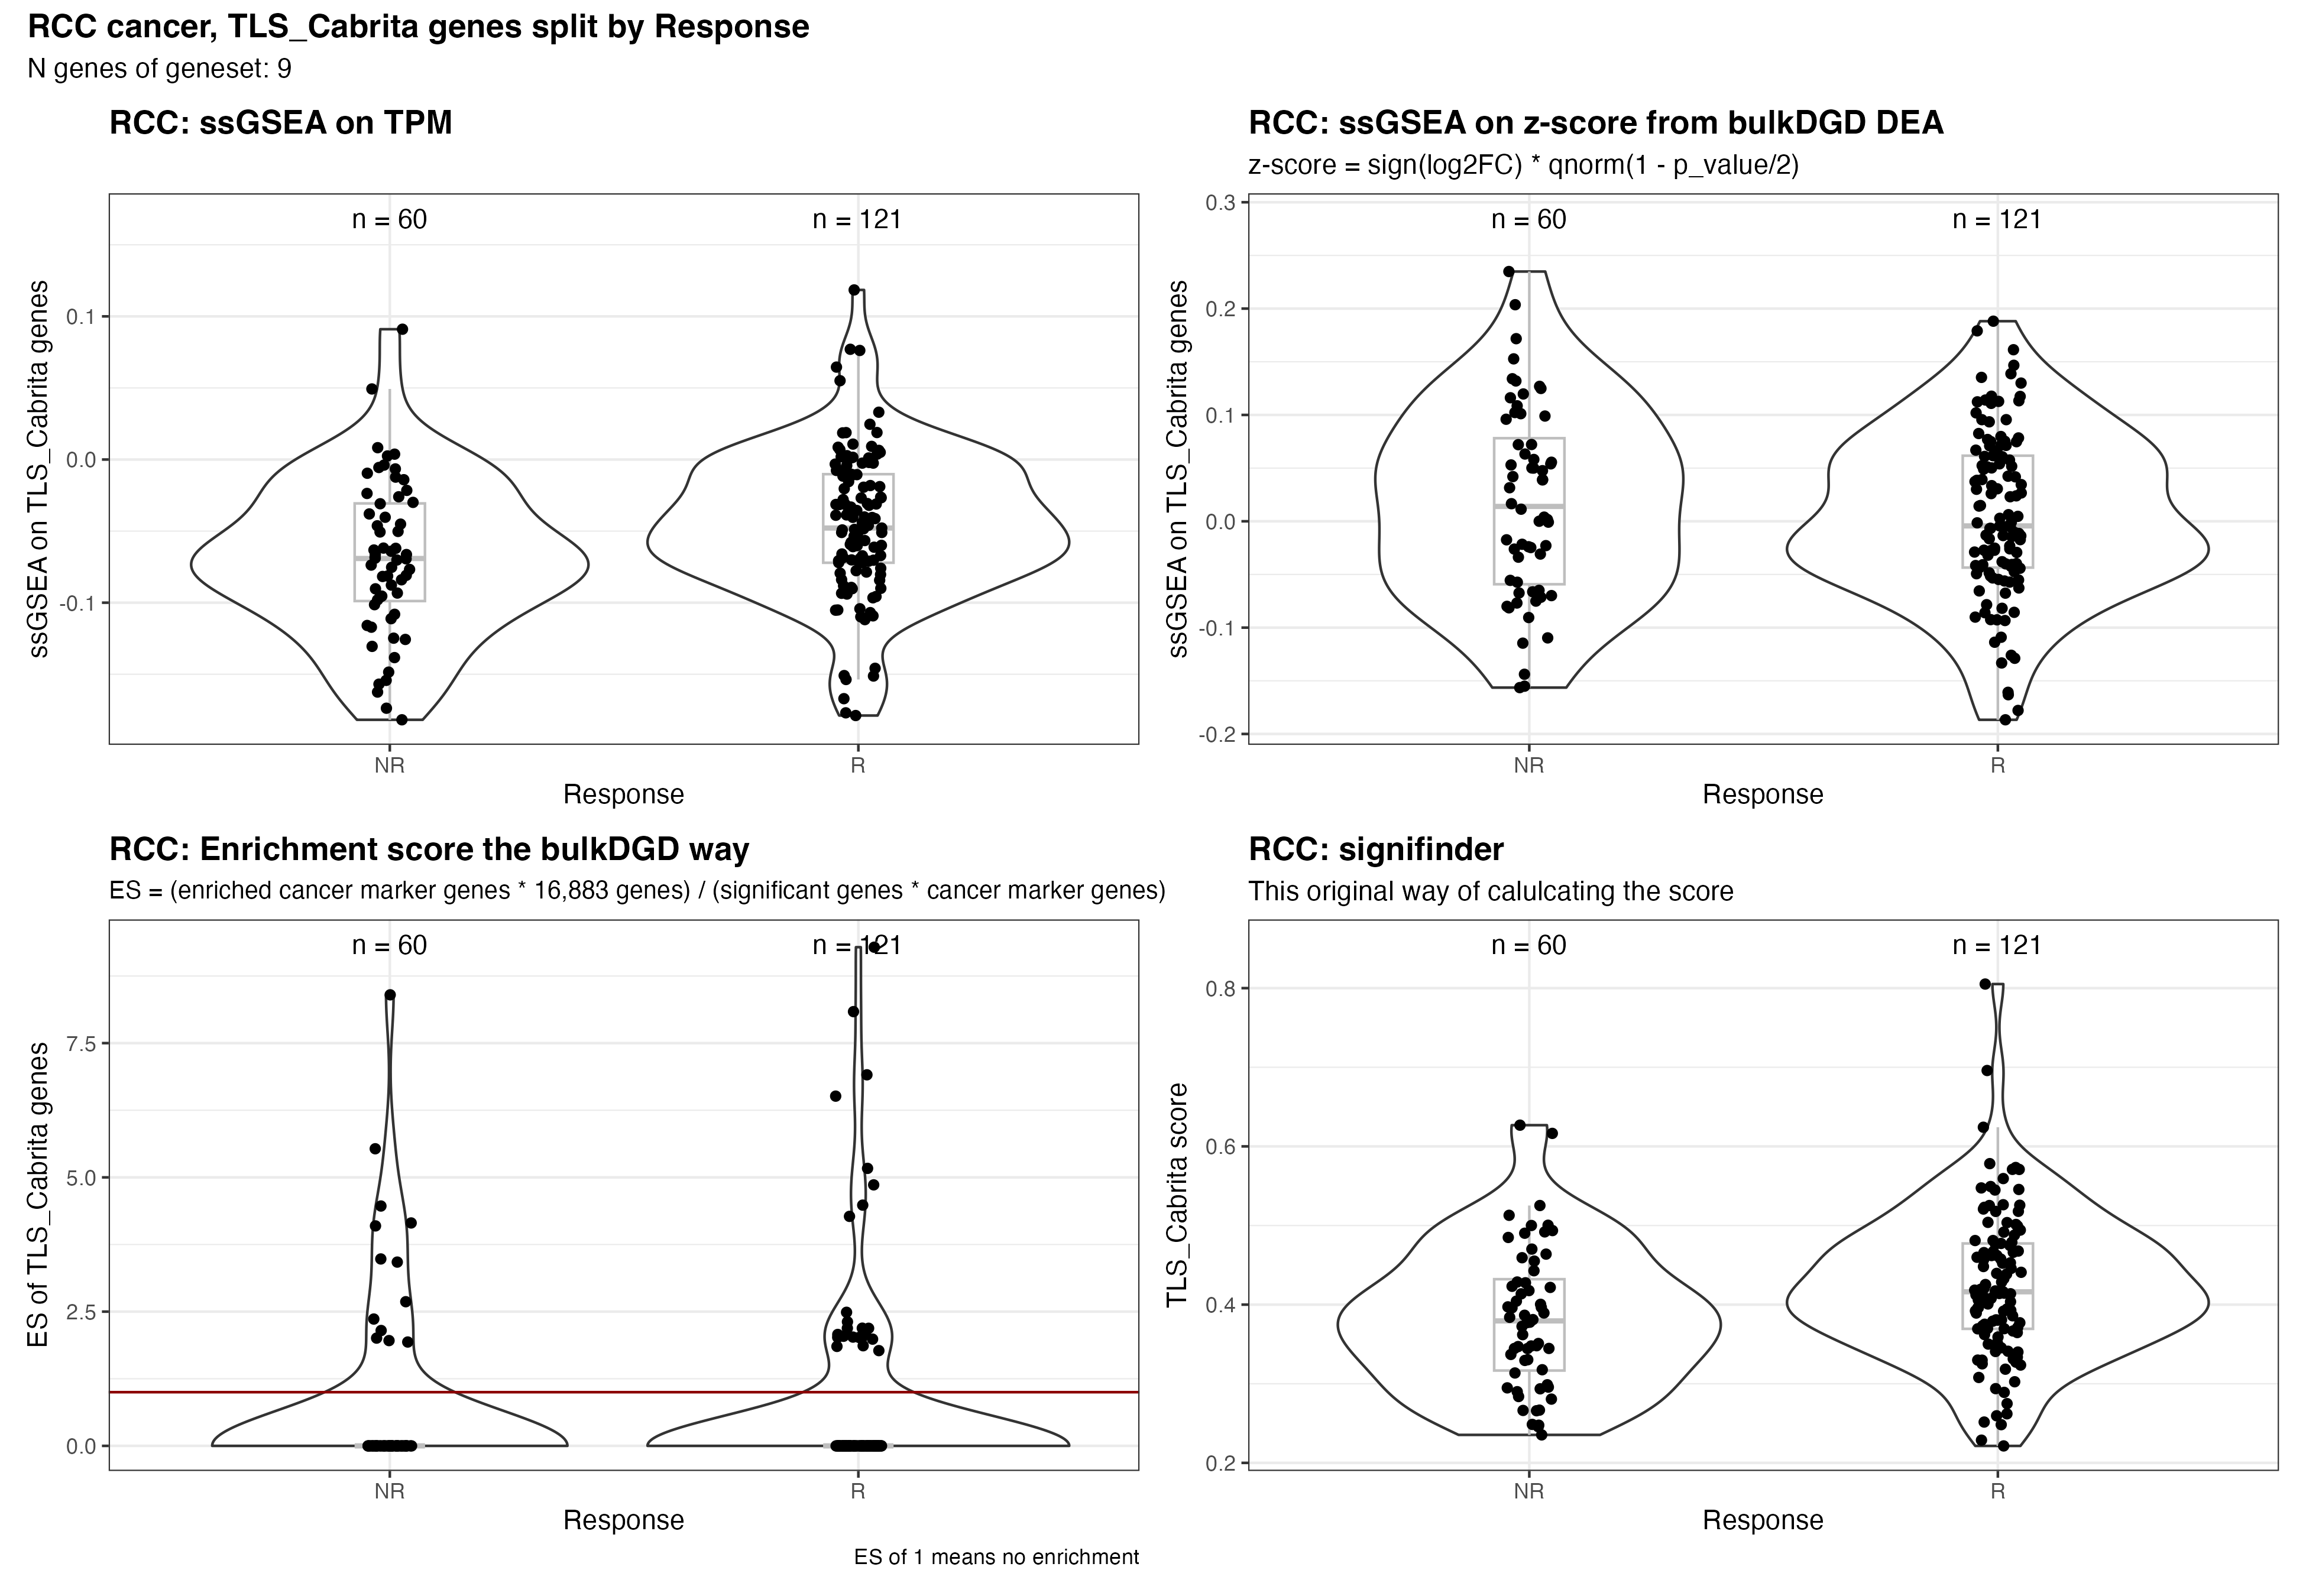 RCC cancer, TLS_Cabrita genes split by Response
N genes of geneset: 9
RCC: ssGSEA on TPM
n = 60
n = 121
ssGSEA on TLS_Cabrita genes
0.1
0.0
-0.1
NR
R
Response
RCC: ssGSEA on z-score from bulkDGD DEA
z-score = sign(log2FC) * qnorm(1 - p_value/2)
n = 60
n = 121
ssGSEA on TLS_Cabrita genes
0.3
0.2
0.1
0.0
-0.1
-0.2
NR
R
Response
RCC: Enrichment score the bulkDGD way
ES = (enriched cancer marker genes * 16,883 genes) / (significant genes * cancer marker genes)
n = 60
n = 121
ES of TLS_Cabrita genes
7.5
5.0
2.5
0.0
NR
R
Response
ES of 1 means no enrichment
RCC: signifinder
This original way of calulcating the score
n = 60
n = 121
TLS_Cabrita score
0.8
0.6
0.4
0.2
NR
R
Response